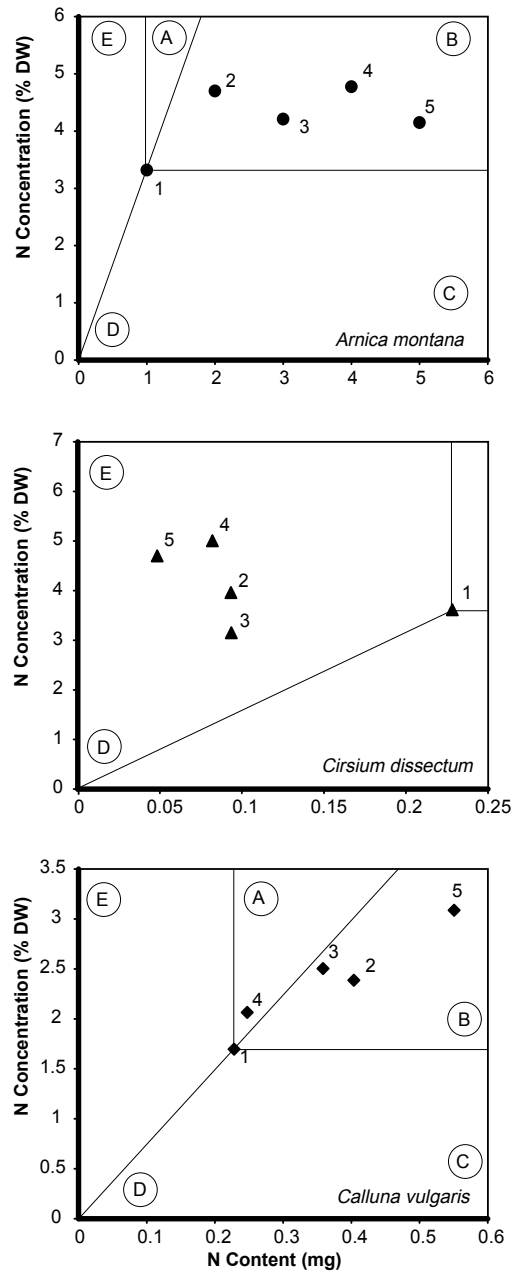 E A B
6
5
4
3
2
1
0
N Concentration (% DW)
2 4
3 5
1
C
D
Arnica montana
0 1 2 3 4 5 6
7
6
5
4
3
2
1
0
N Concentration (% DW)
E
5 4
2
3
1
D
Cirsium dissectum
0 0.05 0.1 0.15 0.2 0.25
3.5
3
2.5
2
1.5
1
0.5
0
N Concentration (% DW)
E A
5
3 2
4
B
1
C
D
Calluna vulgaris
0 0.1 0.2 0.3 0.4 0.5 0.6
N Content (mg)